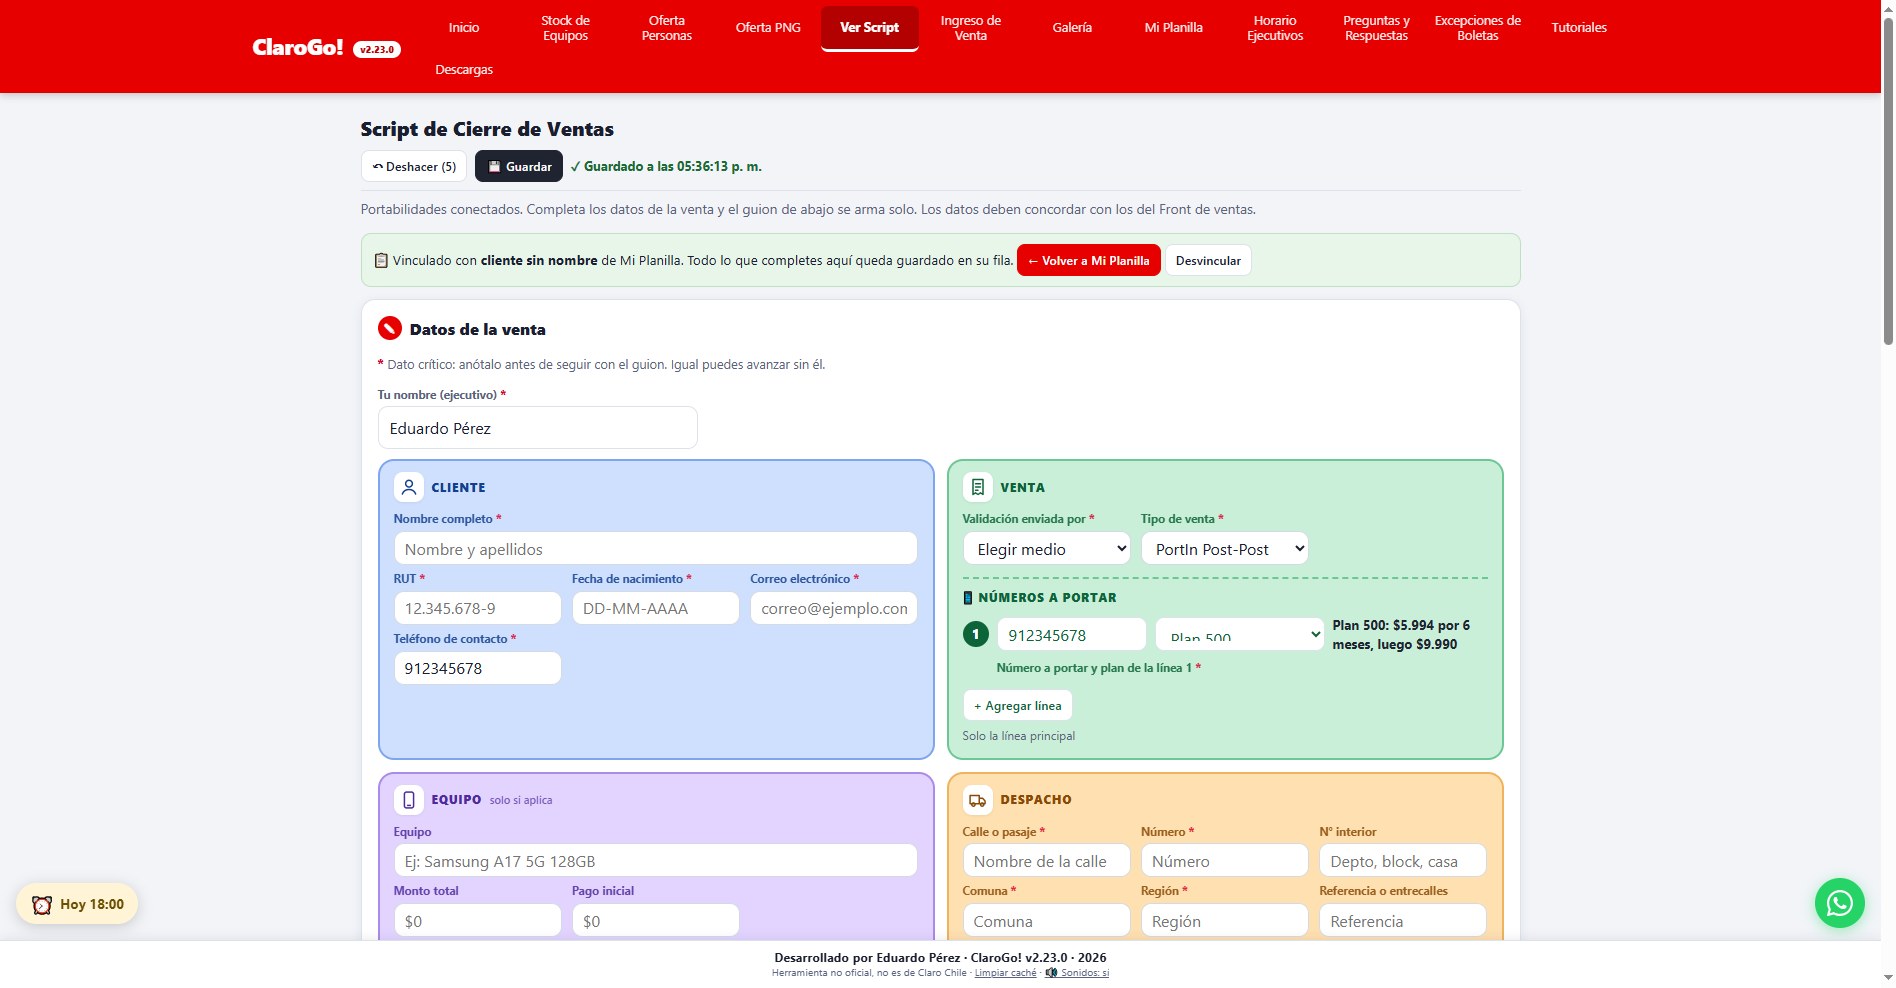 ClaroGo! v2.23.0
Inicio
Stock de Equipos
Oferta Personas
Oferta PNG
Ver Script
Ingreso de Venta
Galería
Mi Planilla
Horario Ejecutivos
Preguntas y Respuestas
Excepciones de Boletas
Tutoriales
Descargas
Script de Cierre de Ventas
Deshacer (5)
Guardar
✓ Guardado a las 05:36:13 p. m.
Portabilidades conectados. Completa los datos de la venta y el guion de abajo se arma solo. Los datos deben concordar con los del Front de ventas.
Vinculado con cliente sin nombre de Mi Planilla. Todo lo que completes aquí queda guardado en su fila. ← Volver a Mi Planilla Desvincular
Datos de la venta
* Dato crítico: anótalo antes de seguir con el guion. Igual puedes avanzar sin él.
Tu nombre (ejecutivo) *
Eduardo Pérez
CLIENTE
Nombre completo *
Nombre y apellidos
RUT * Fecha de nacimiento * Correo electrónico *
12.345.678-9 DD-MM-AAAA correo@ejemplo.con
Teléfono de contacto *
912345678
VENTA
Validación enviada por * Tipo de venta *
Elegir medio PortIn Post-Post
NÚMEROS A PORTAR
1 912345678 Plan 500 Plan 500: $5.994 por 6
meses, luego $9.990
Número a portar y plan de la línea 1 *
+ Agregar línea
Solo la línea principal
EQUIPO solo si aplica
Equipo
Ej: Samsung A17 5G 128GB
Monto total Pago inicial
$0 $0
DESPACHO
Calle o pasaje * Número * N° interior
Nombre de la calle Número Depto, block, casa
Comuna * Región * Referencia o entrecalles
Comuna Región Referencia
Hoy 18:00
Desarrollado por Eduardo Pérez · ClaroGo! v2.23.0 · 2026
Herramienta no oficial, no es de Claro Chile · Limpiar caché · Sonidos: sí